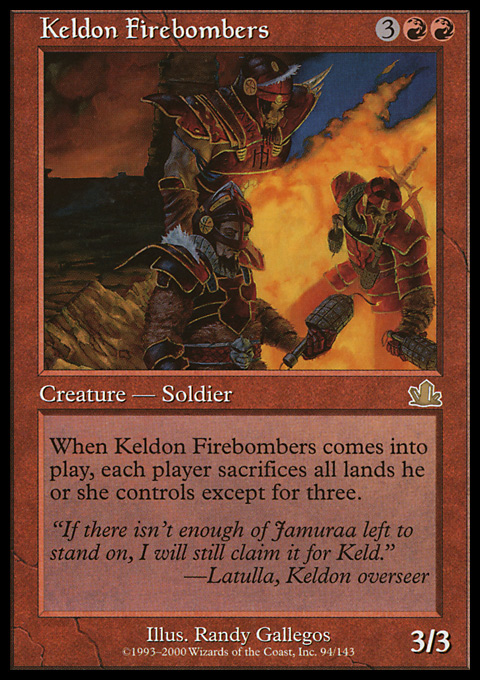 Keldon Firebombers 3
Creature — Soldier
When Keldon Firebombers comes into
play, each player sacrifices all lands he
or she controls except for three.
“If there isn’t enough of Jamuraa left to
stand on, I will still claim it for Keld.”
—Latulla, Keldon overseer
Illus. Randy Gallegos
©1993–2000 Wizards of the Coast, Inc. 94/143
3/3